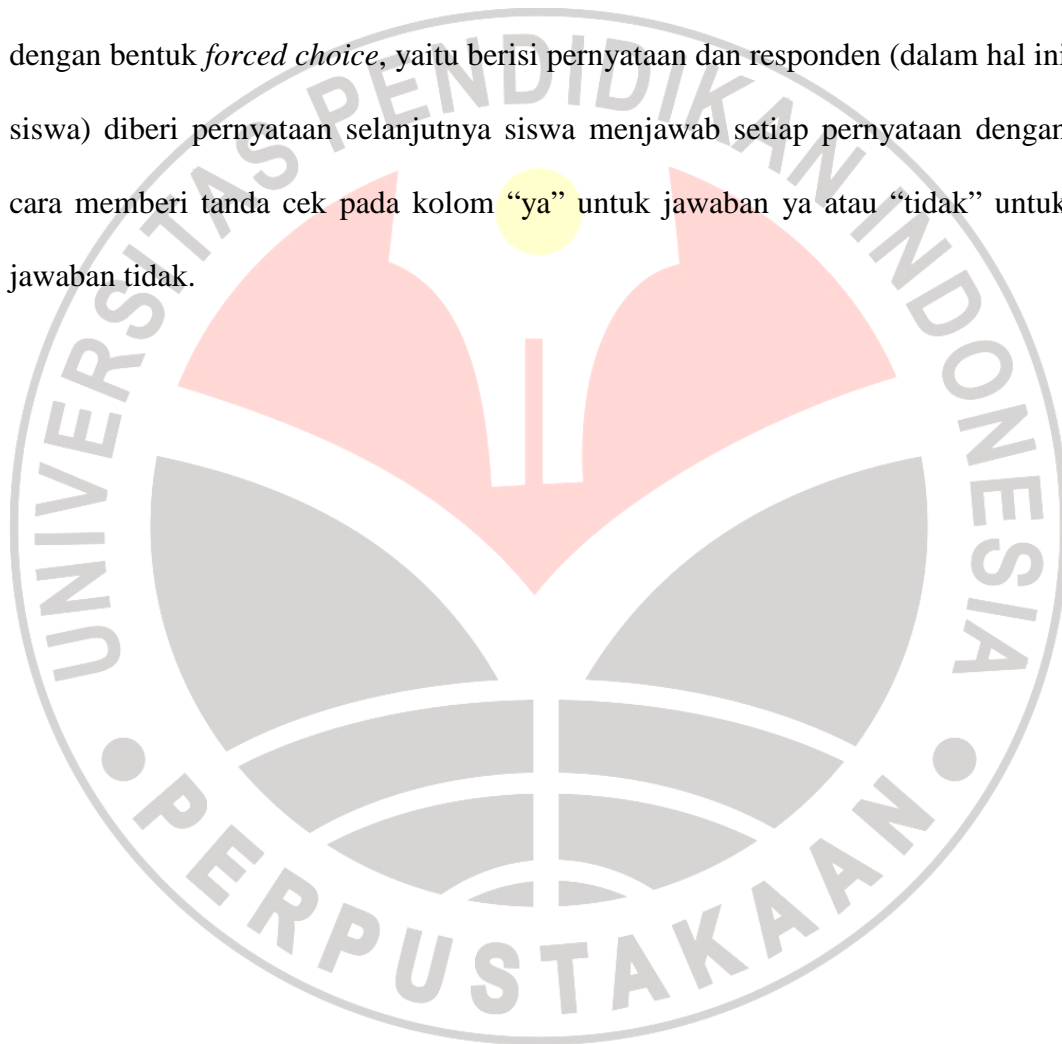 dengan bentuk forced choice, yaitu berisi pernyataan dan responden (dalam hal ini
siswa) diberi pernyataan selanjutnya siswa menjawab setiap pernyataan dengan
cara memberi tanda cek pada kolom “ya” untuk jawaban ya atau “tidak” untuk
jawaban tidak.
UNIVERSITAS PENDIDIKAN INDONESIA
PERPUSTAKAAN